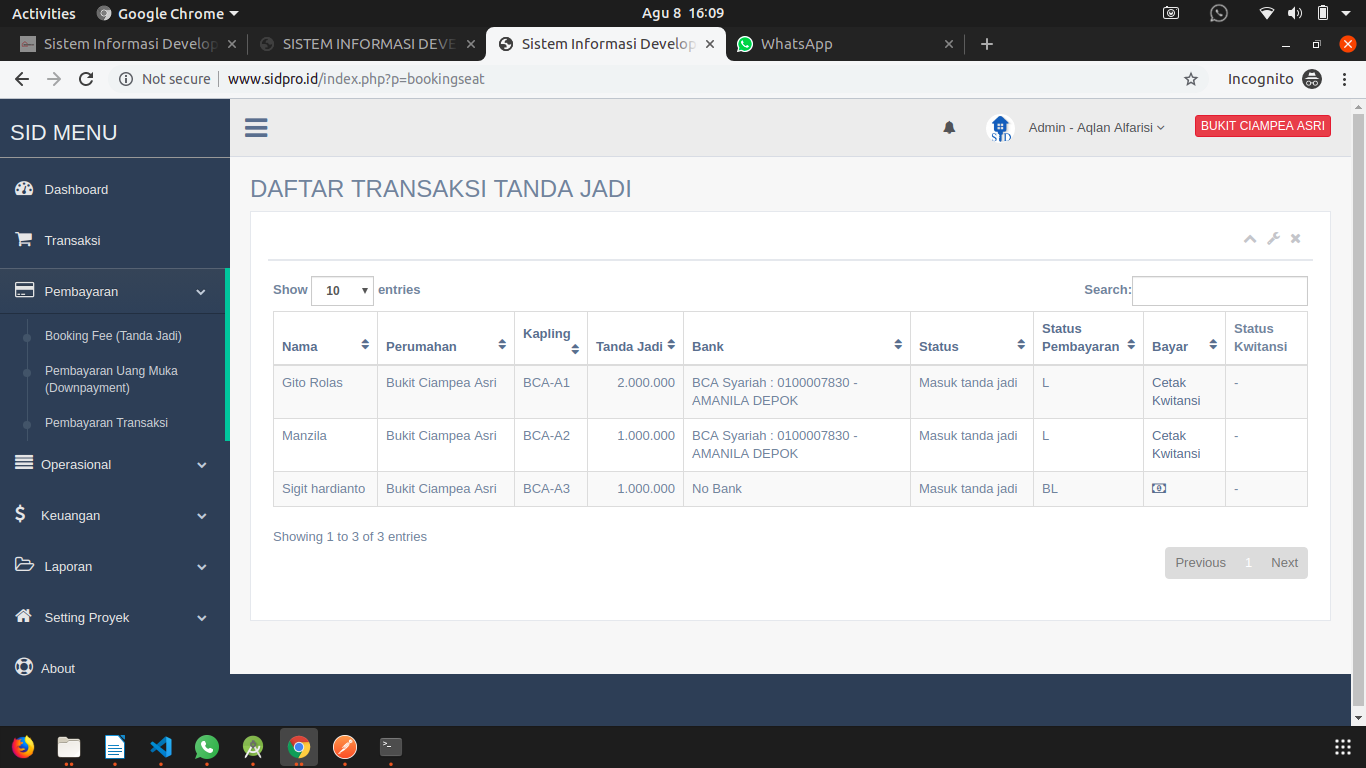 Activities Google Chrome Agu 8 16:09
Sistem Informasi Develop SISTEM INFORMASI DEVE Sistem Informasi Develop WhatsApp
Not secure www.sidpro.id/index.php?p=bookingseat Incognito
SID MENU
Dashboard
Transaksi
Pembayaran
Booking Fee (Tanda Jadi)
Pembayaran Uang Muka
(Downpayment)
Pembayaran Transaksi
Operasional
Keuangan
Laporan
Setting Proyek
About
SID Admin - Aqlan Alfarisi BUKIT CIAMPEA ASRI
DAFTAR TRANSAKSI TANDA JADI
Show 10 entries Search:
Nama Perumahan Kapling Tanda Jadi Bank Status Status Pembayaran Bayar Status Kwitansi
Gito Rolas Bukit Ciampea Asri BCA-A1 2.000.000 BCA Syariah : 0100007830 - Masuk tanda jadi L Cetak -
AMANILA DEPOK Kwitansi
Manzila Bukit Ciampea Asri BCA-A2 1.000.000 BCA Syariah : 0100007830 - Masuk tanda jadi L Cetak -
AMANILA DEPOK Kwitansi
Sigit hardianto Bukit Ciampea Asri BCA-A3 1.000.000 No Bank Masuk tanda jadi BL -
Showing 1 to 3 of 3 entries
Previous 1 Next